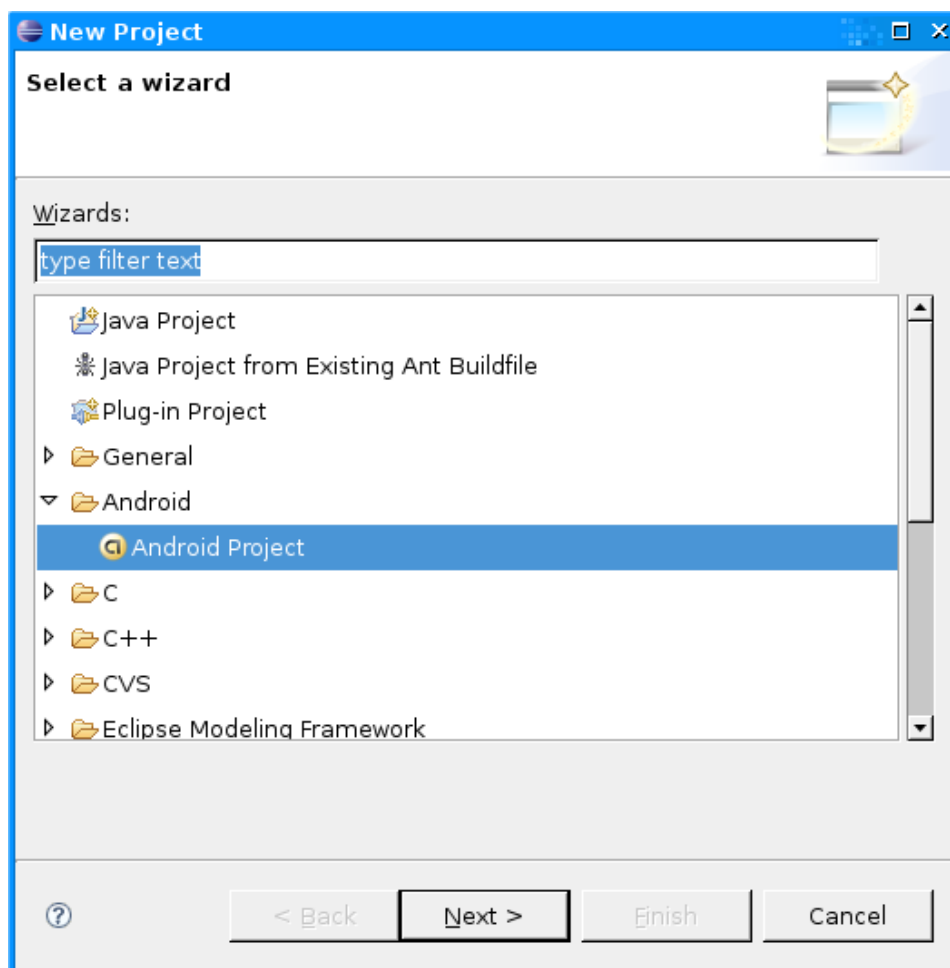 New Project
Select a wizard
Wizards:
type filter text
Java Project
Java Project from Existing Ant Buildfile
Plug-in Project
General
Android
Android Project
C
C++
CVS
Eclipse Modeling Framework
? < Back Next > Finish Cancel